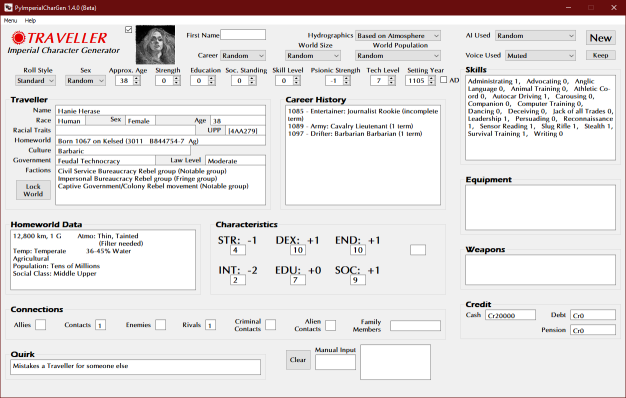 PyImperialCharGen 1.4.0 (Beta)
Menu Help
TRAVELLER
Imperial Character Generator
First Name
Hydrographics Based on Atmosphere
World Size World Population
Career Random Random Random
AI Used Random
Voice Used Muted
New
Keep
Roll Style Sex Approx. Age Strength Education Soc. Standing Skill Level Psionic Strength Tech Level Setting Year
Standard Random 38 0 0 0 0 -1 7 1105 AD
Traveller
Name Hanie Herase
Race Human Sex Female Age 38
Racial Traits UPP [4AA279]
Homeworld Born 1067 on Kelsed (3011 B844754-7 Ag)
Culture Barbaric
Government Feudal Technocracy Law Level Moderate
Factions Civil Service Bureaucracy Rebel group (Notable group)
Impersonal Bureaucracy Rebel group (Fringe group)
Captive Government/Colony Rebel movement (Notable group)
Lock World
Career History
1085 - Entertainer: Journalist Rookie (incomplete
term)
1089 - Army: Cavalry Lieutenant (1 term)
1097 - Drifter: Barbarian Barbarian (1 term)
Skills
Administrating 1, Advocating 0, Anglic
Language 0, Animal Training 0, Athletic Co-
ord 0, Autocar Driving 1, Carousing 0,
Companion 0, Computer Training 0,
Dancing 0, Deceiving 0, Jack of all Trades 0,
Leadership 1, Persuading 0, Reconnaissance
1, Sensor Reading 1, Slug Rifle 1, Stealth 1,
Survival Training 1, Writing 0
Equipment
Homeworld Data
12,800 km, 1 G Atmo: Thin, Tainted
(Filter needed)
Temp: Temperate 36-45% Water
Agricultural
Population: Tens of Millions
Social Class: Middle Upper
Characteristics
STR: -1 DEX: +1 END: +1
4 10 10
INT: -2 EDU: +0 SOC: +1
2 7 9
Weapons
Connections
Allies Contacts 1 Enemies Rivals 1 Criminal Contacts Alien Contacts Family Members
Credit
Cash Cr20000 Debt Cr0
Pension Cr0
Quirk
Mistakes a Traveller for someone else
Clear
Manual Input